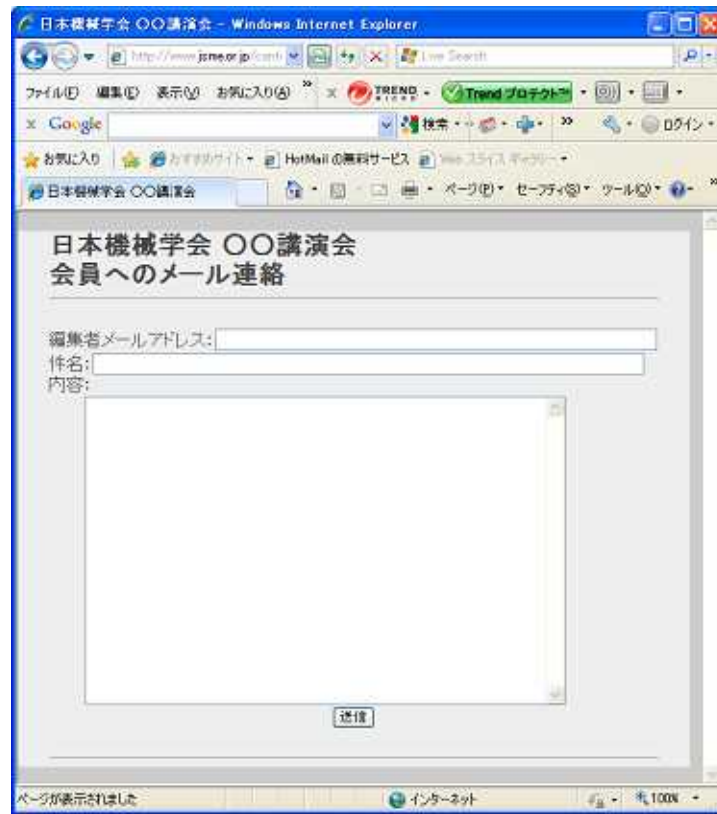 日本機械学会 〇〇講演会 - Windows Internet Explorer
http://www.jsme.or.jp/conf Live Search
ファイル(F) 編集(E) 表示(V) お気に入り(A) » x TREND Trend プロテクト
x Google 検索 » ログイン
お気に入り おすすめサイト HotMail の無料サービス Web スライス ギャラリー
日本機械学会 〇〇講演会 ページ(P) セーフティ(S) ツール(O) »
日本機械学会 〇〇講演会
会員へのメール連絡
編集者メールアドレス:
件名:
内容:
送信
ページが表示されました インターネット 100%